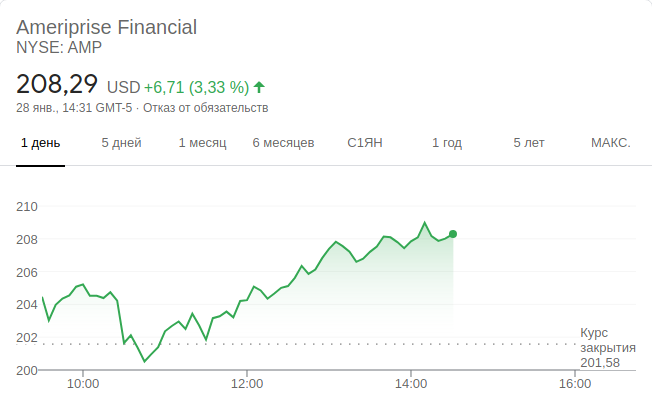 Ameriprise Financial
NYSE: AMP
208,29 USD +6,71 (3,33 %)
28 янв., 14:31 GMT-5 · Отказ от обязательств
1 день 5 дней 1 месяц 6 месяцев С1ЯН 1 год 5 лет МАКС.
210
208
206
204
202
200
Курс
закрытия
201,58
10:00 12:00 14:00 16:00